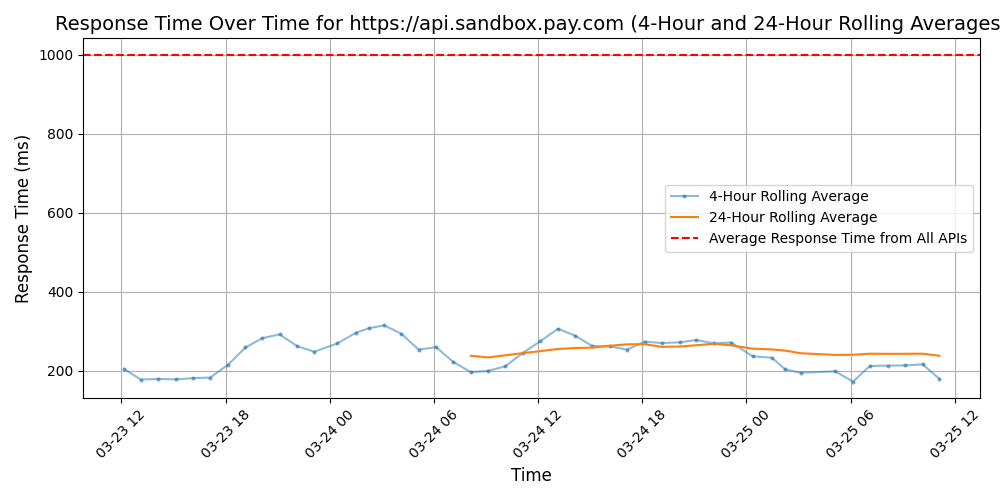 Response Time Over Time for https://api.sandbox.pay.com (4-Hour and 24-Hour Rolling Averages
Response Time (ms)
1000
800
600
400
200
4-Hour Rolling Average
24-Hour Rolling Average
Average Response Time from All APIs
03-23 12
03-23 18
03-24 00
03-24 06
03-24 12
03-24 18
03-25 00
03-25 06
03-25 12
Time